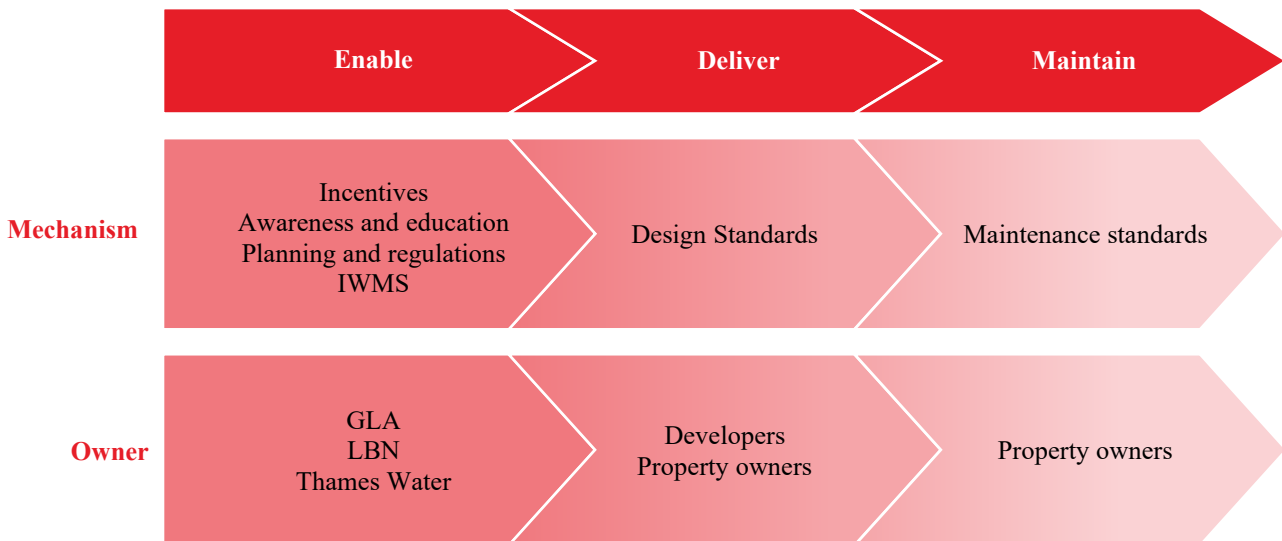 Enable
Deliver
Maintain
Mechanism
Incentives
Awareness and education
Planning and regulations
IWMS
Design Standards
Maintenance standards
Owner
GLA
LBN
Thames Water
Developers
Property owners
Property owners